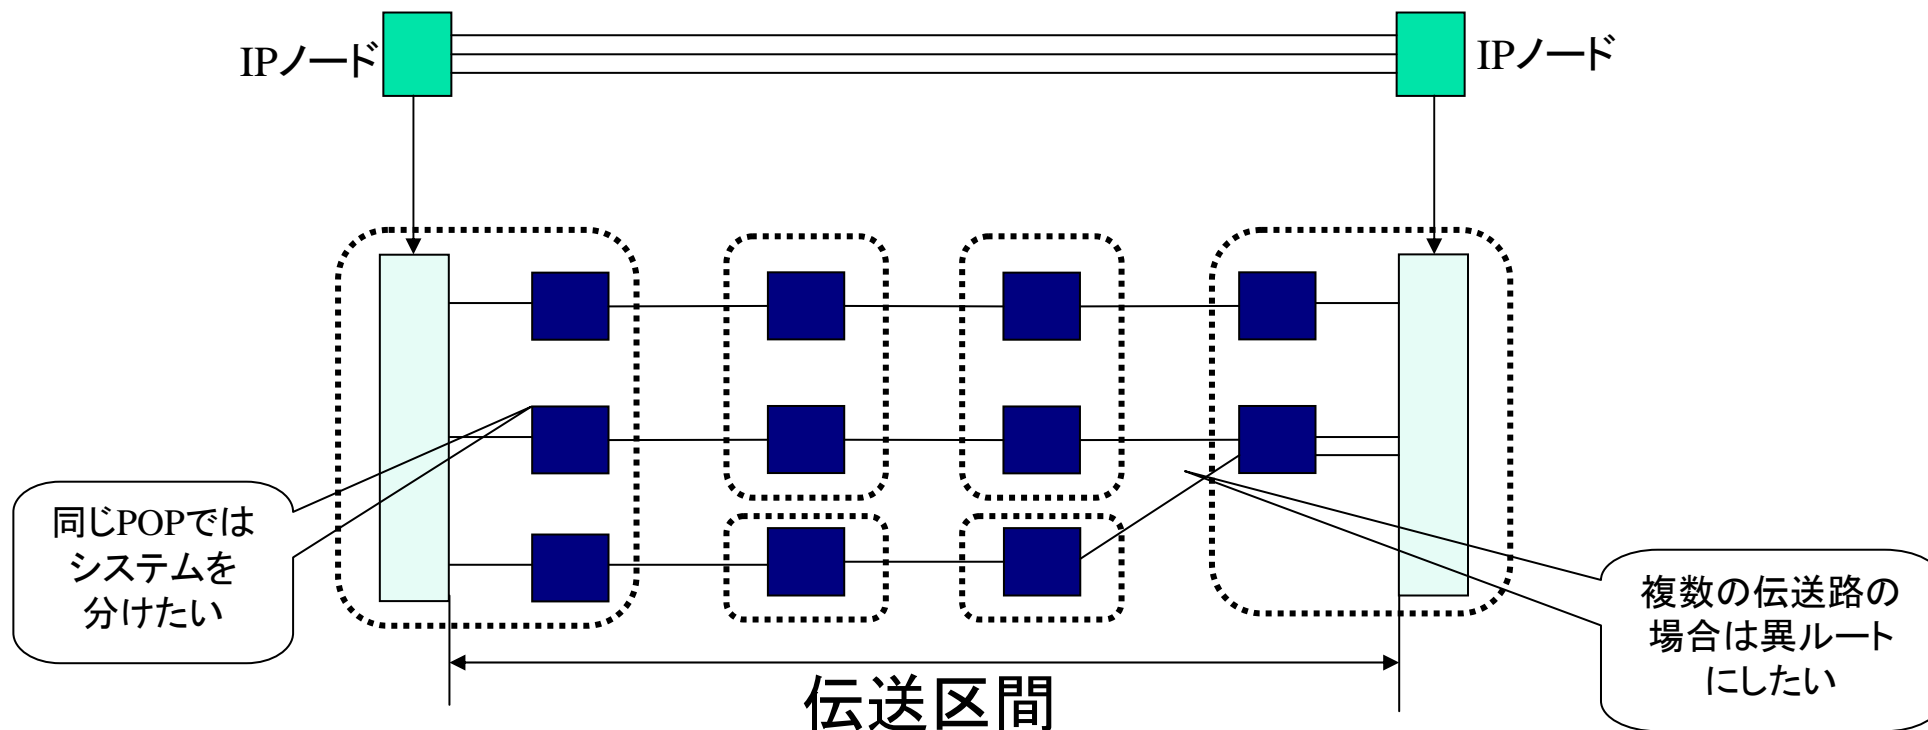 IPノード
IPノード
同じPOPでは
システムを
分けたい
複数の伝送路の
場合は異ルート
にしたい
伝送区間